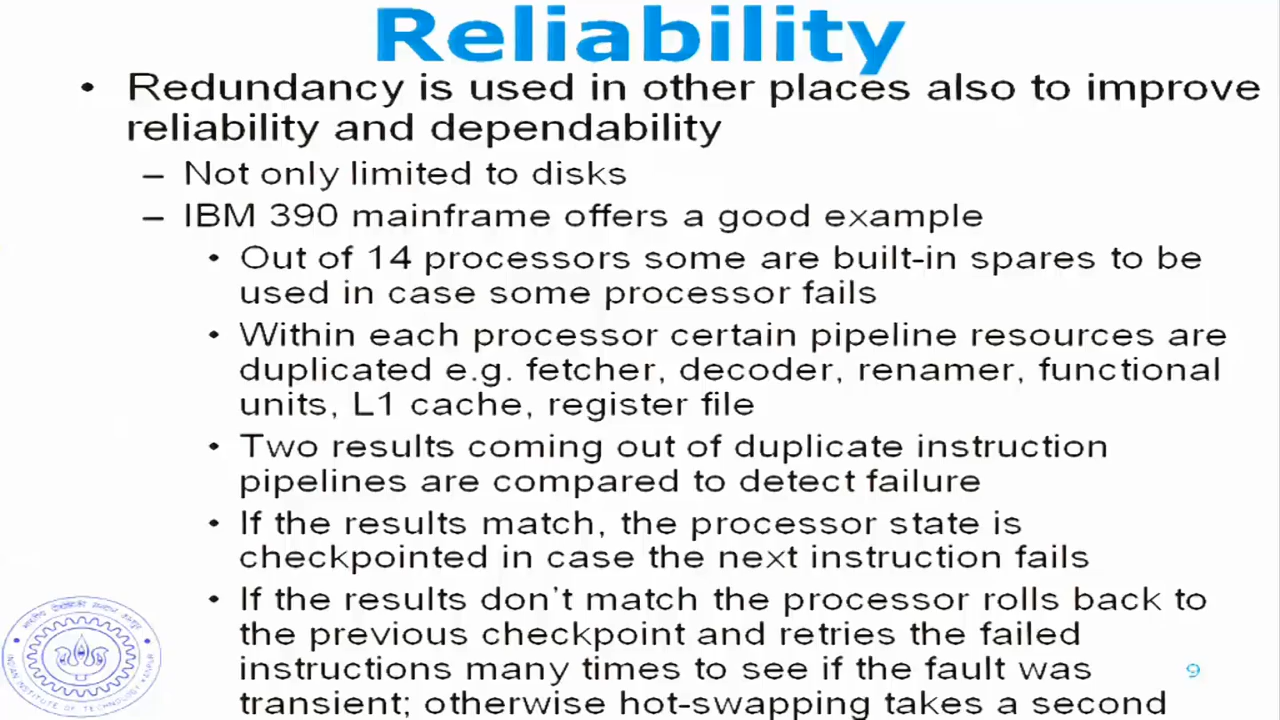 Reliability
• Redundancy is used in other places also to improve
reliability and dependability
– Not only limited to disks
– IBM 390 mainframe offers a good example
• Out of 14 processors some are built-in spares to be
used in case some processor fails
• Within each processor certain pipeline resources are
duplicated e.g. fetcher, decoder, renamer, functional
units, L1 cache, register file
• Two results coming out of duplicate instruction
pipelines are compared to detect failure
• If the results match, the processor state is
checkpointed in case the next instruction fails
• If the results don't match the processor rolls back to
the previous checkpoint and retries the failed
instructions many times to see if the fault was
transient; otherwise hot-swapping takes a second
9
INDIAN INSTITUTE OF TECHNOLOGY KANPUR